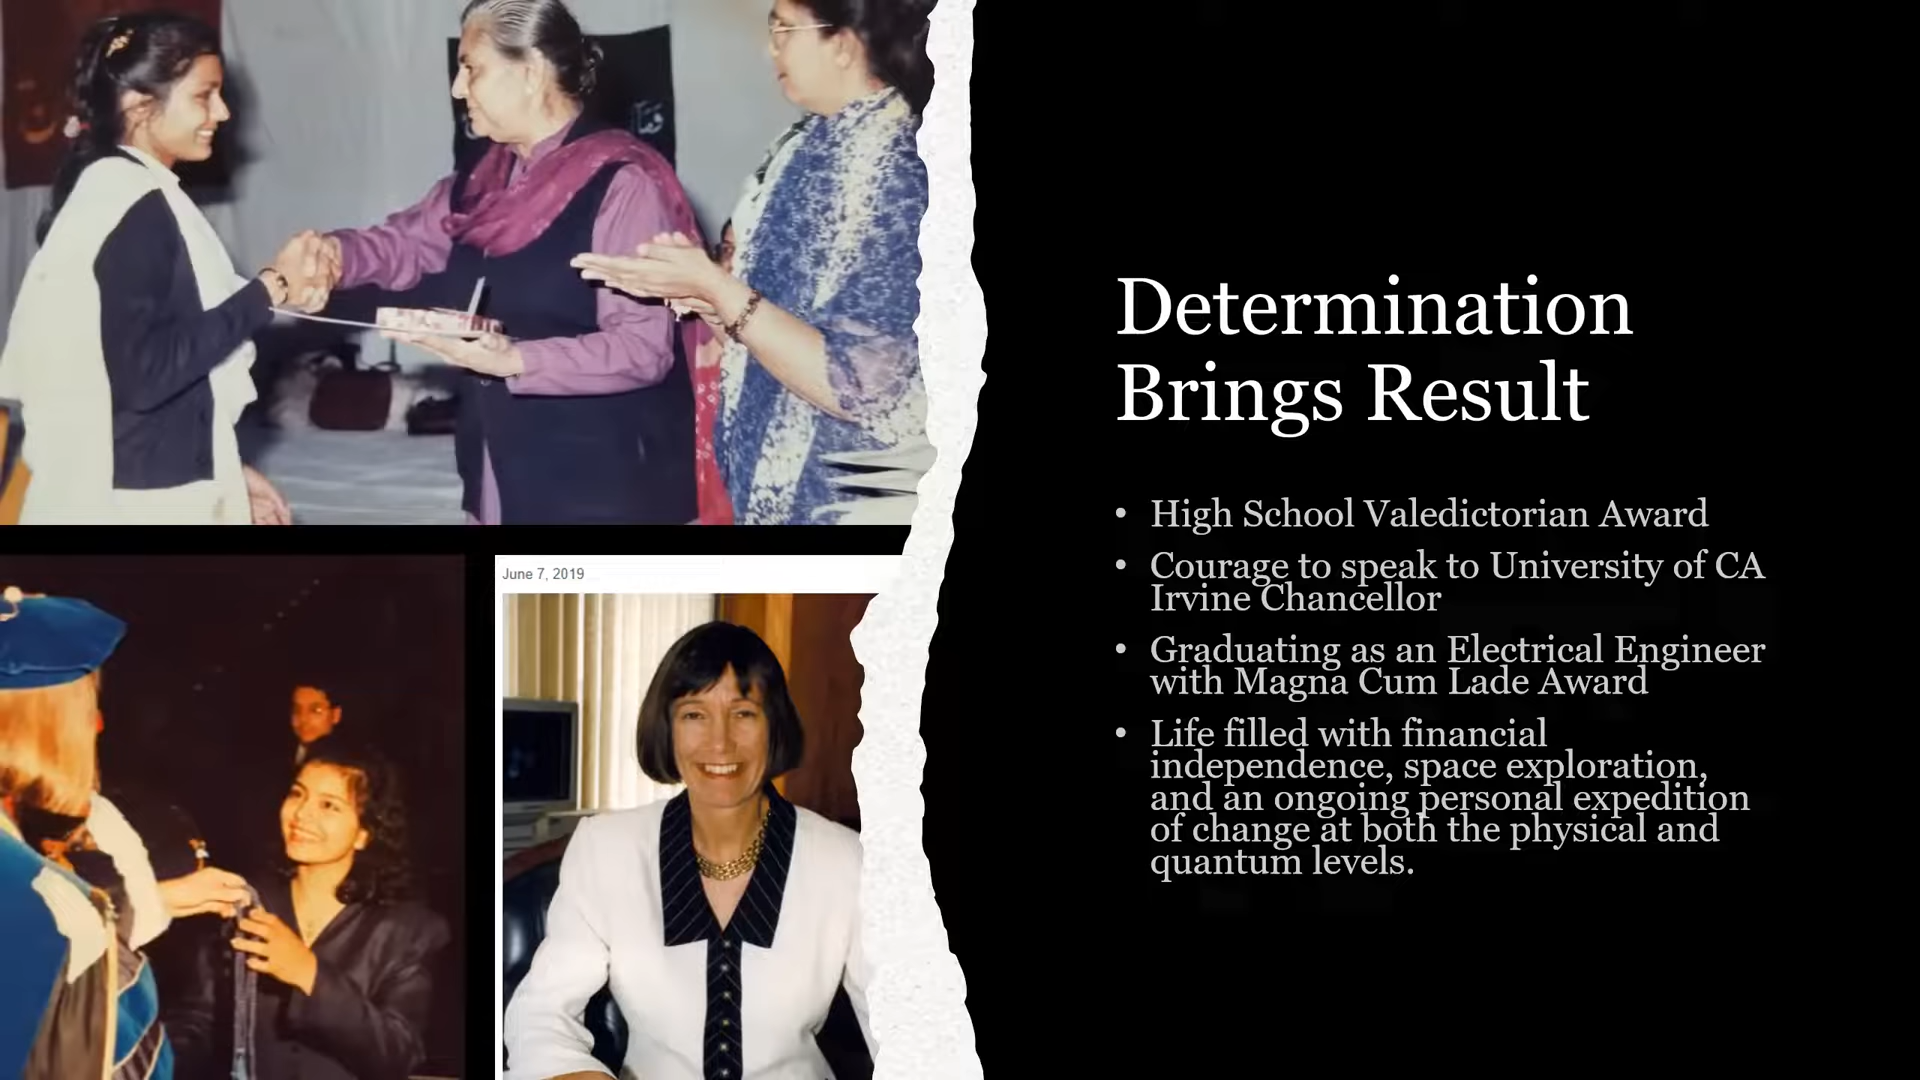 June 7, 2019
Determination
Brings Result
• High School Valedictorian Award
• Courage to speak to University of CA
Irvine Chancellor
• Graduating as an Electrical Engineer
with Magna Cum Lade Award
• Life filled with financial
independence, space exploration,
and an ongoing personal expedition
of change at both the physical and
quantum levels.